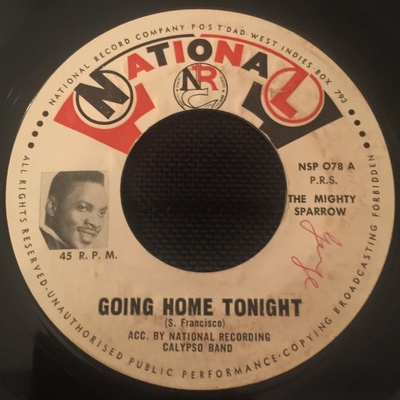 NATIONAL RECORD COMPANY P·O·S T'DAD-WEST INDIES-BOX 793
NATIONAL
NR
NSP 078 A
P.R.S.
THE MIGHTY
SPARROW
45 R.P.M.
GOING HOME TONIGHT
(S. Francisco)
ACC. BY NATIONAL RECORDING
CALYPSO BAND
ALL RIGHTS RESERVED-UNAUTHORISED PUBLIC PERFORMANCE-COPYING BROADCASTING FORBIDDEN